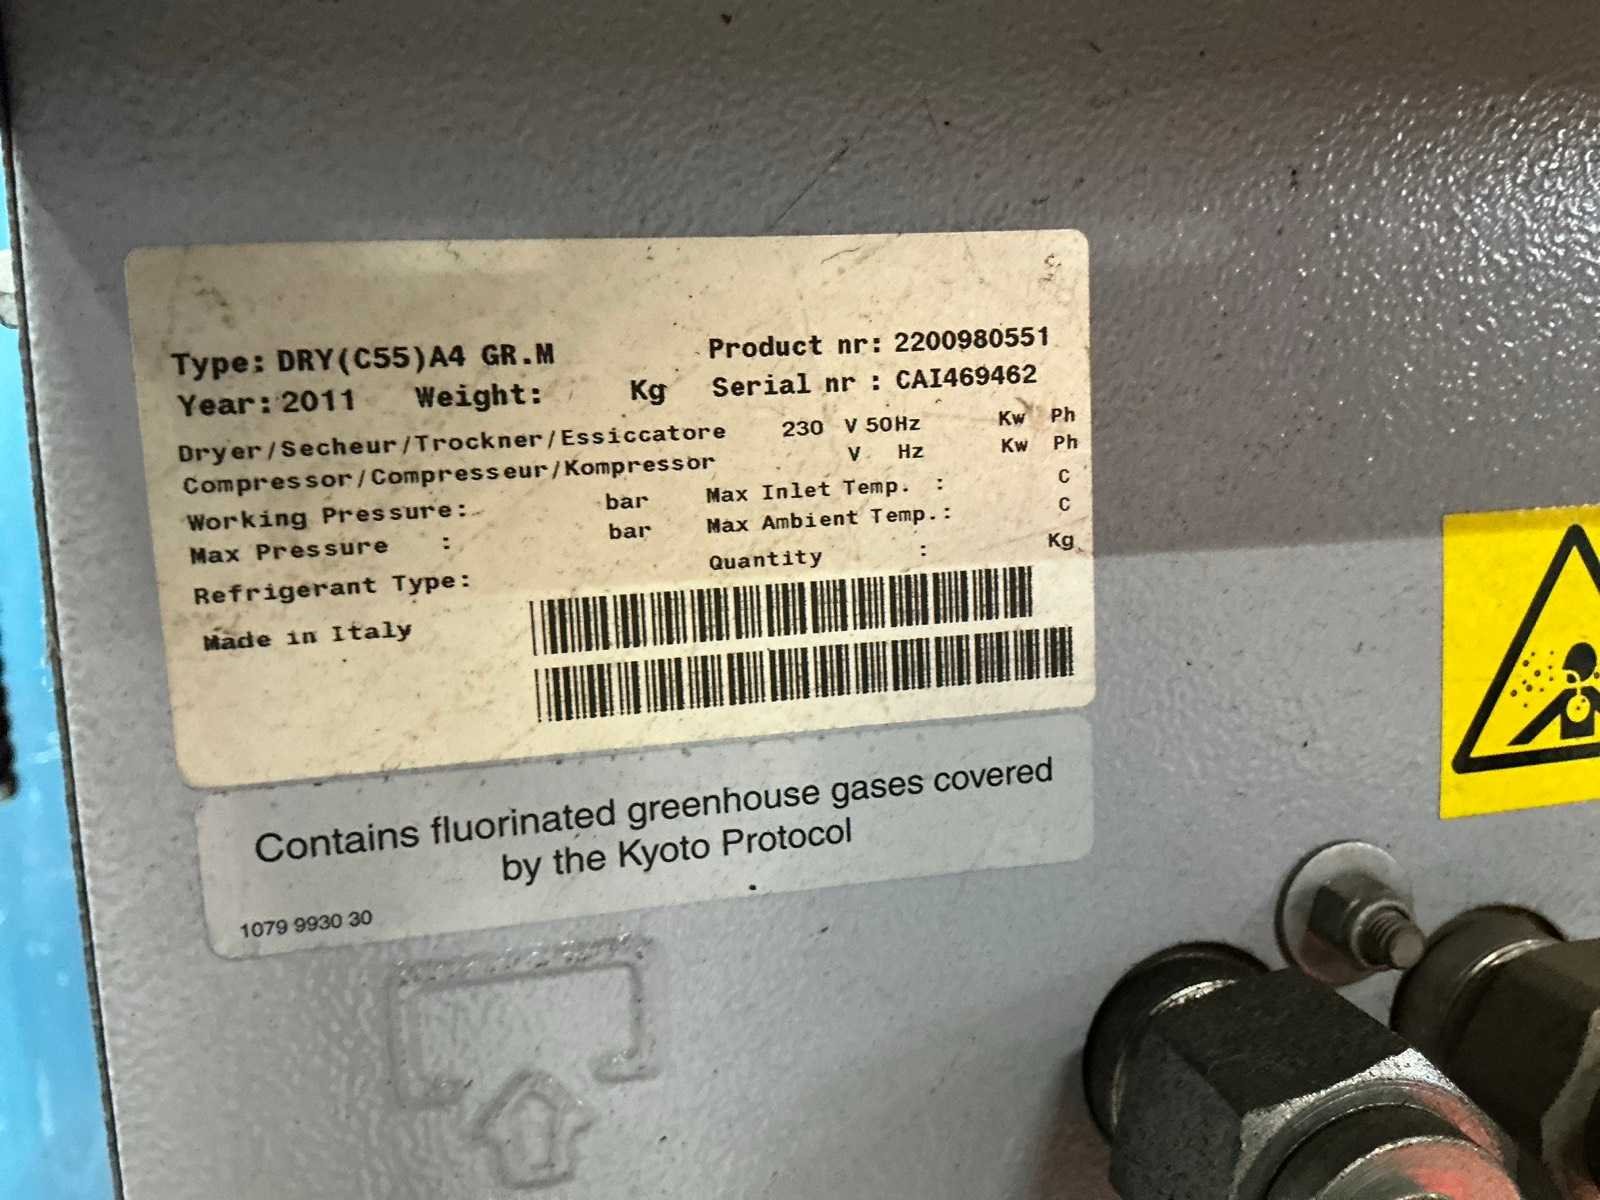 Type: DRY(C55)A4 GR.M Product nr: 2200980551
Year: 2011 Weight: Kg Serial nr : CAI469462
Dryer/Secheur/Trockner/Essiccatore 230 V 50Hz Kw Ph
Compressor/Compresseur/Kompressor V Hz Kw Ph
Working Pressure: bar Max Inlet Temp. : C
Max Pressure : bar Max Ambient Temp.: C
Refrigerant Type: Quantity : Kg
Made in Italy
Contains fluorinated greenhouse gases covered
by the Kyoto Protocol
1079 9930 30